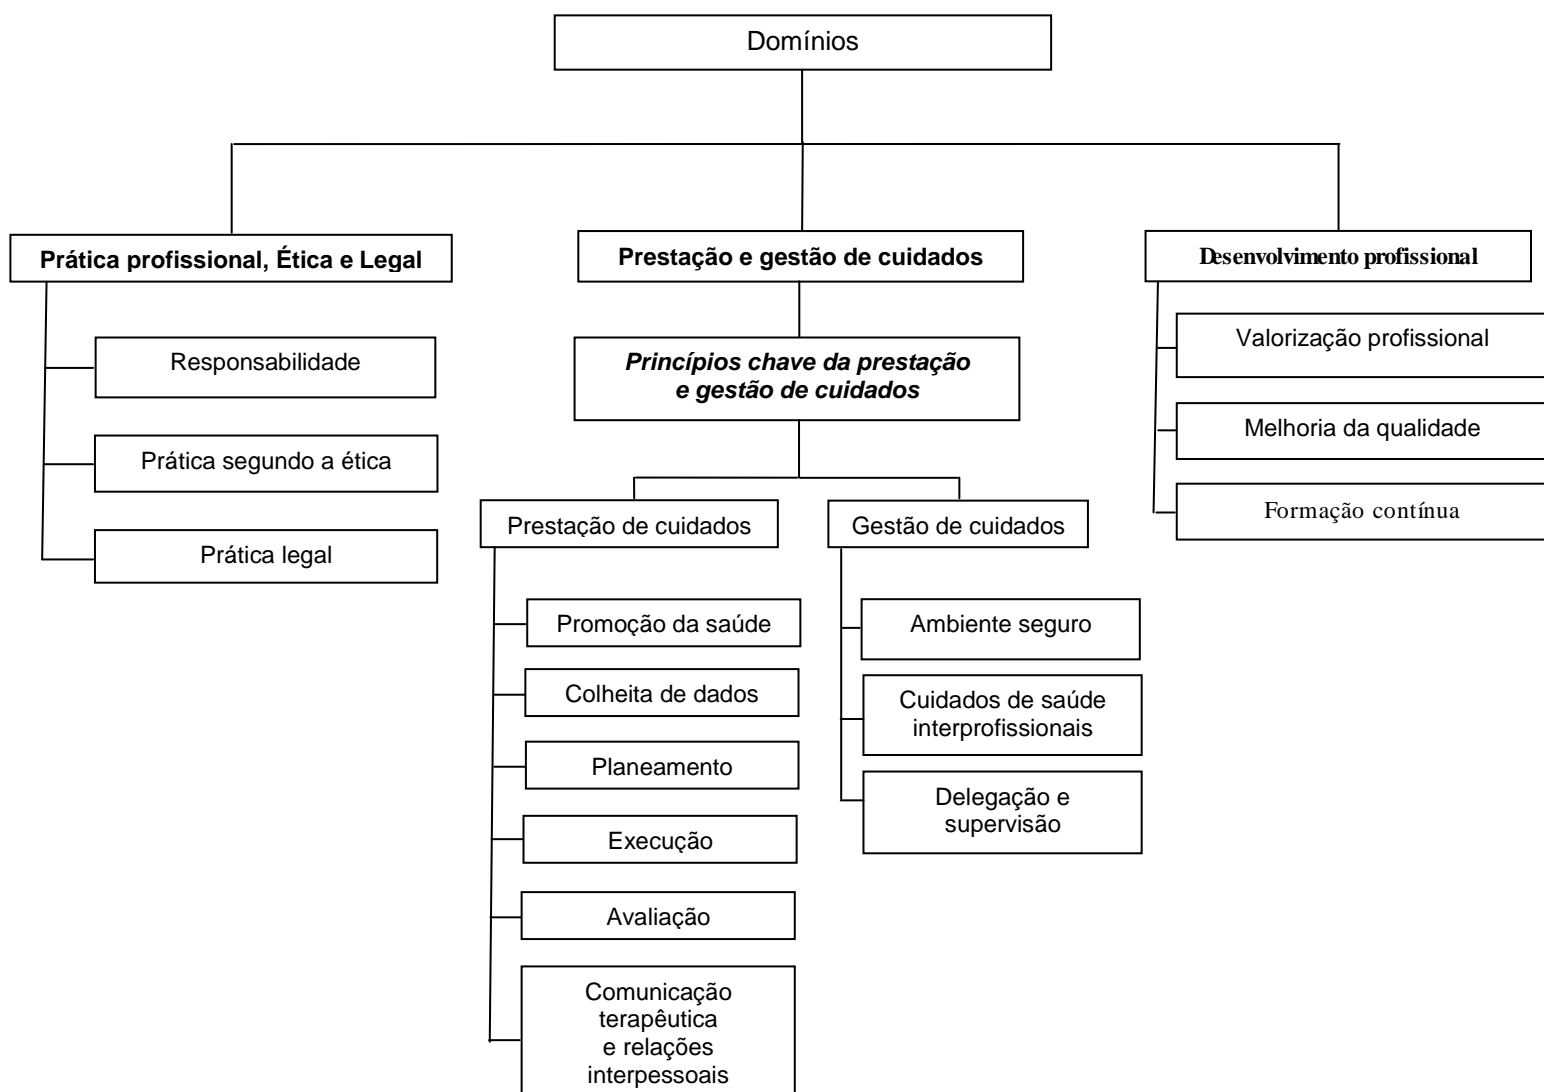 Domínios
Prática profissional, Ética e Legal
Responsabilidade
Prática segundo a ética
Prática legal
Prestação e gestão de cuidados
Princípios chave da prestação
e gestão de cuidados
Prestação de cuidados
Promoção da saúde
Colheita de dados
Planeamento
Execução
Avaliação
Comunicação
terapêutica
e relações
interpessoais
Gestão de cuidados
Ambiente seguro
Cuidados de saúde
interprofissionais
Delegação e
supervisão
Desenvolvimento profissional
Valorização profissional
Melhoria da qualidade
Formação contínua